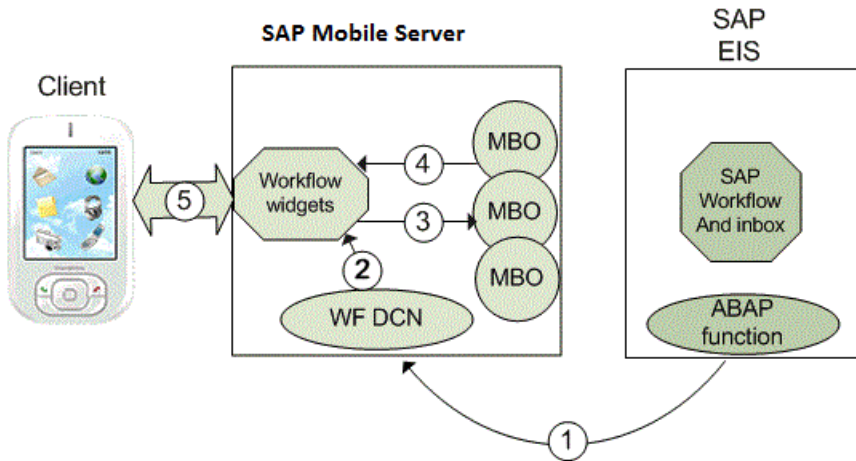 SAP Mobile Server
SAP
EIS
Client
MBO
4
Workflow
widgets
5
3
MBO
SAP
Workflow
And inbox
2
MBO
WF DCN
ABAP
function
1